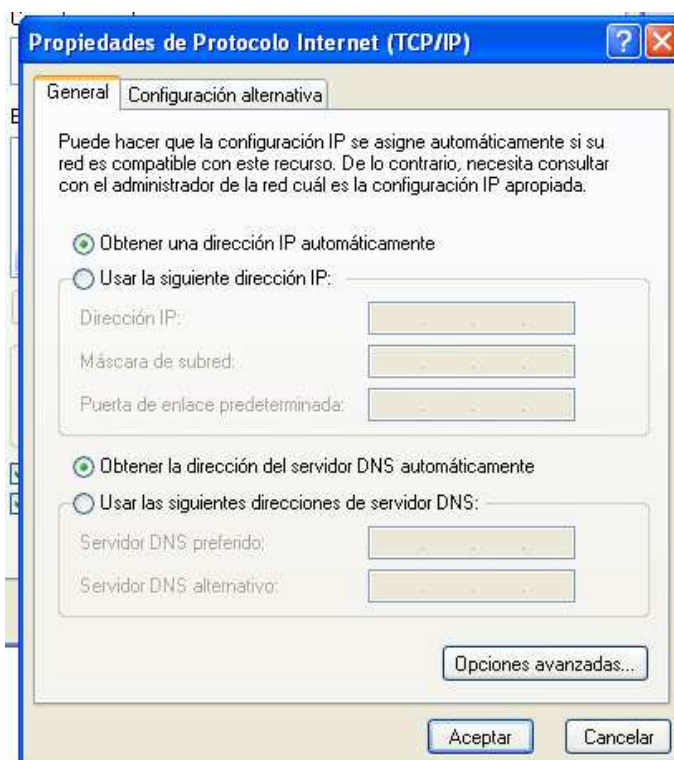 Propiedades de Protocolo Internet (TCP/IP)
General
Configuración alternativa
Puede hacer que la configuración IP se asigne automáticamente si su
red es compatible con este recurso. De lo contrario, necesita consultar
con el administrador de la red cuál es la configuración IP apropiada.
Obtener una dirección IP automáticamente
Usar la siguiente dirección IP:
Dirección IP:
Máscara de subred:
Puerta de enlace predeterminada:
Obtener la dirección del servidor DNS automáticamente
Usar las siguientes direcciones de servidor DNS:
Servidor DNS preferido:
Servidor DNS alternativo:
Opciones avanzadas...
Aceptar
Cancelar